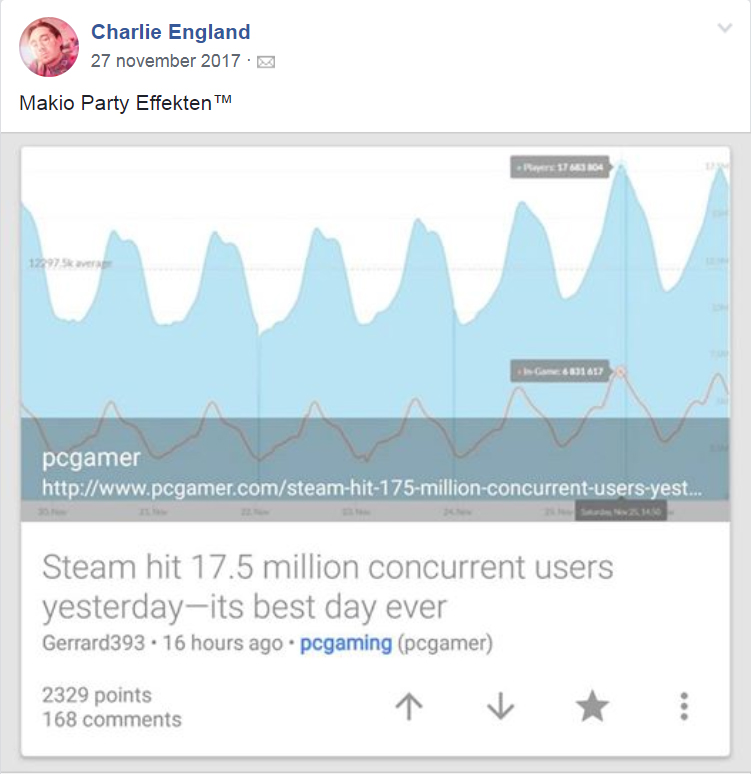 Charlie England
27 november 2017 ·
Makio Party Effekten™
Players: 17 683 804
17.5M
12297.5k average
In-Game: 6 831 617
pcgamer
http://www.pcgamer.com/steam-hit-175-million-concurrent-users-yest...
20. Nov 21. Nov 22. Nov 23. Nov 24. Nov 25. Nov Saturday, Nov 25, 14:50
Steam hit 17.5 million concurrent users
yesterday—its best day ever
Gerrard393 • 16 hours ago • pcgaming (pcgamer)
2329 points
168 comments